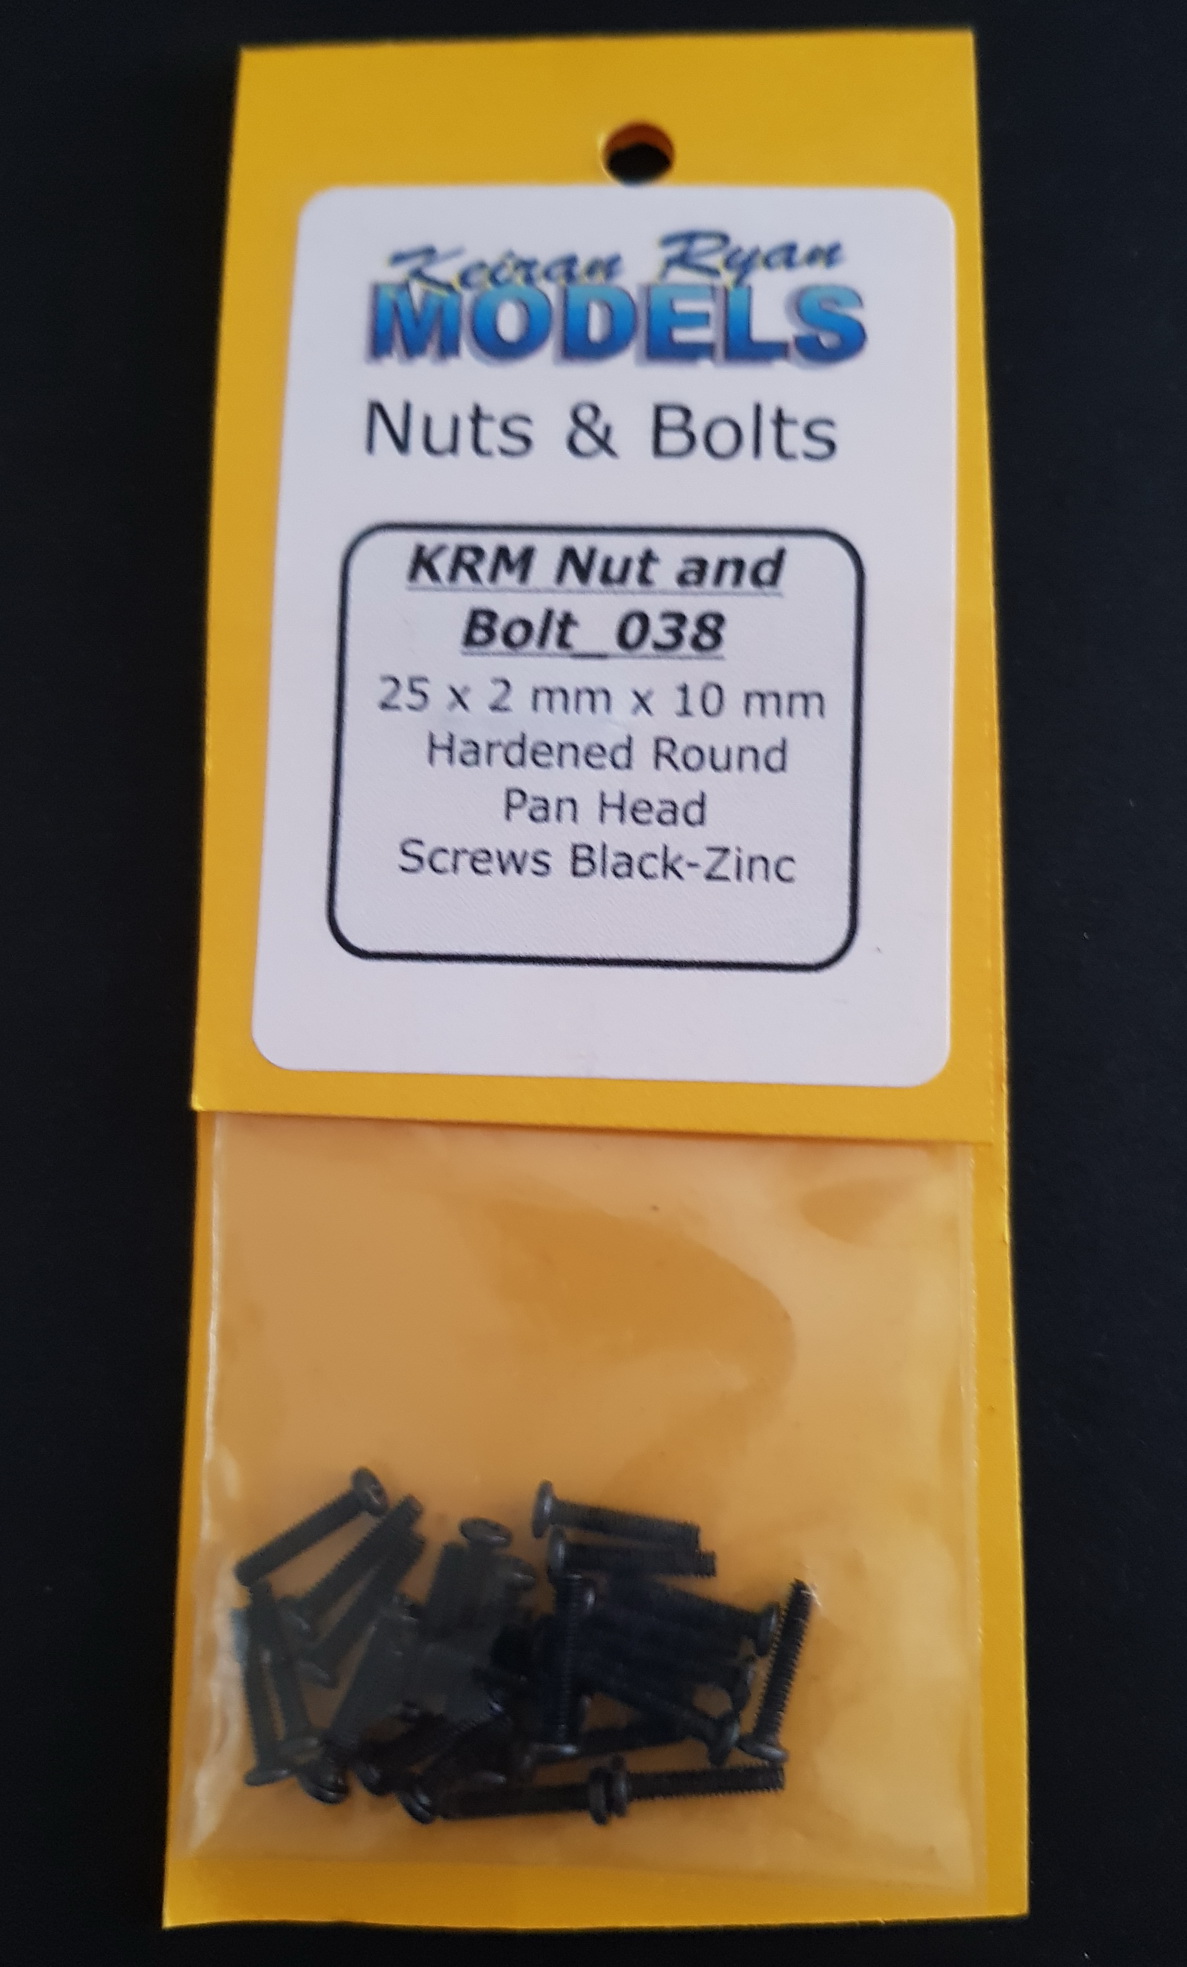 Keiran Ryan
MODELS
Nuts & Bolts
KRM Nut and
Bolt_038
25 x 2 mm x 10 mm
Hardened Round
Pan Head
Screws Black-Zinc